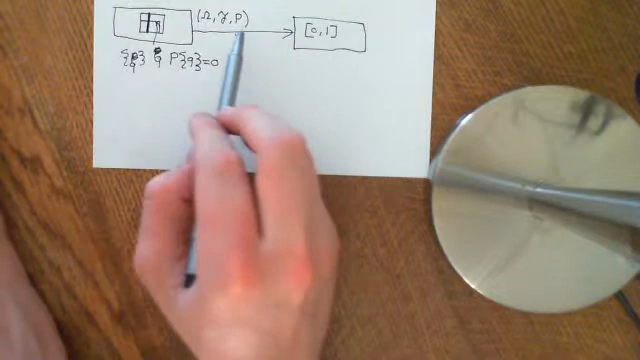 (Ω, 𝓕, P)
[0,1]
{q} q P{q}=0